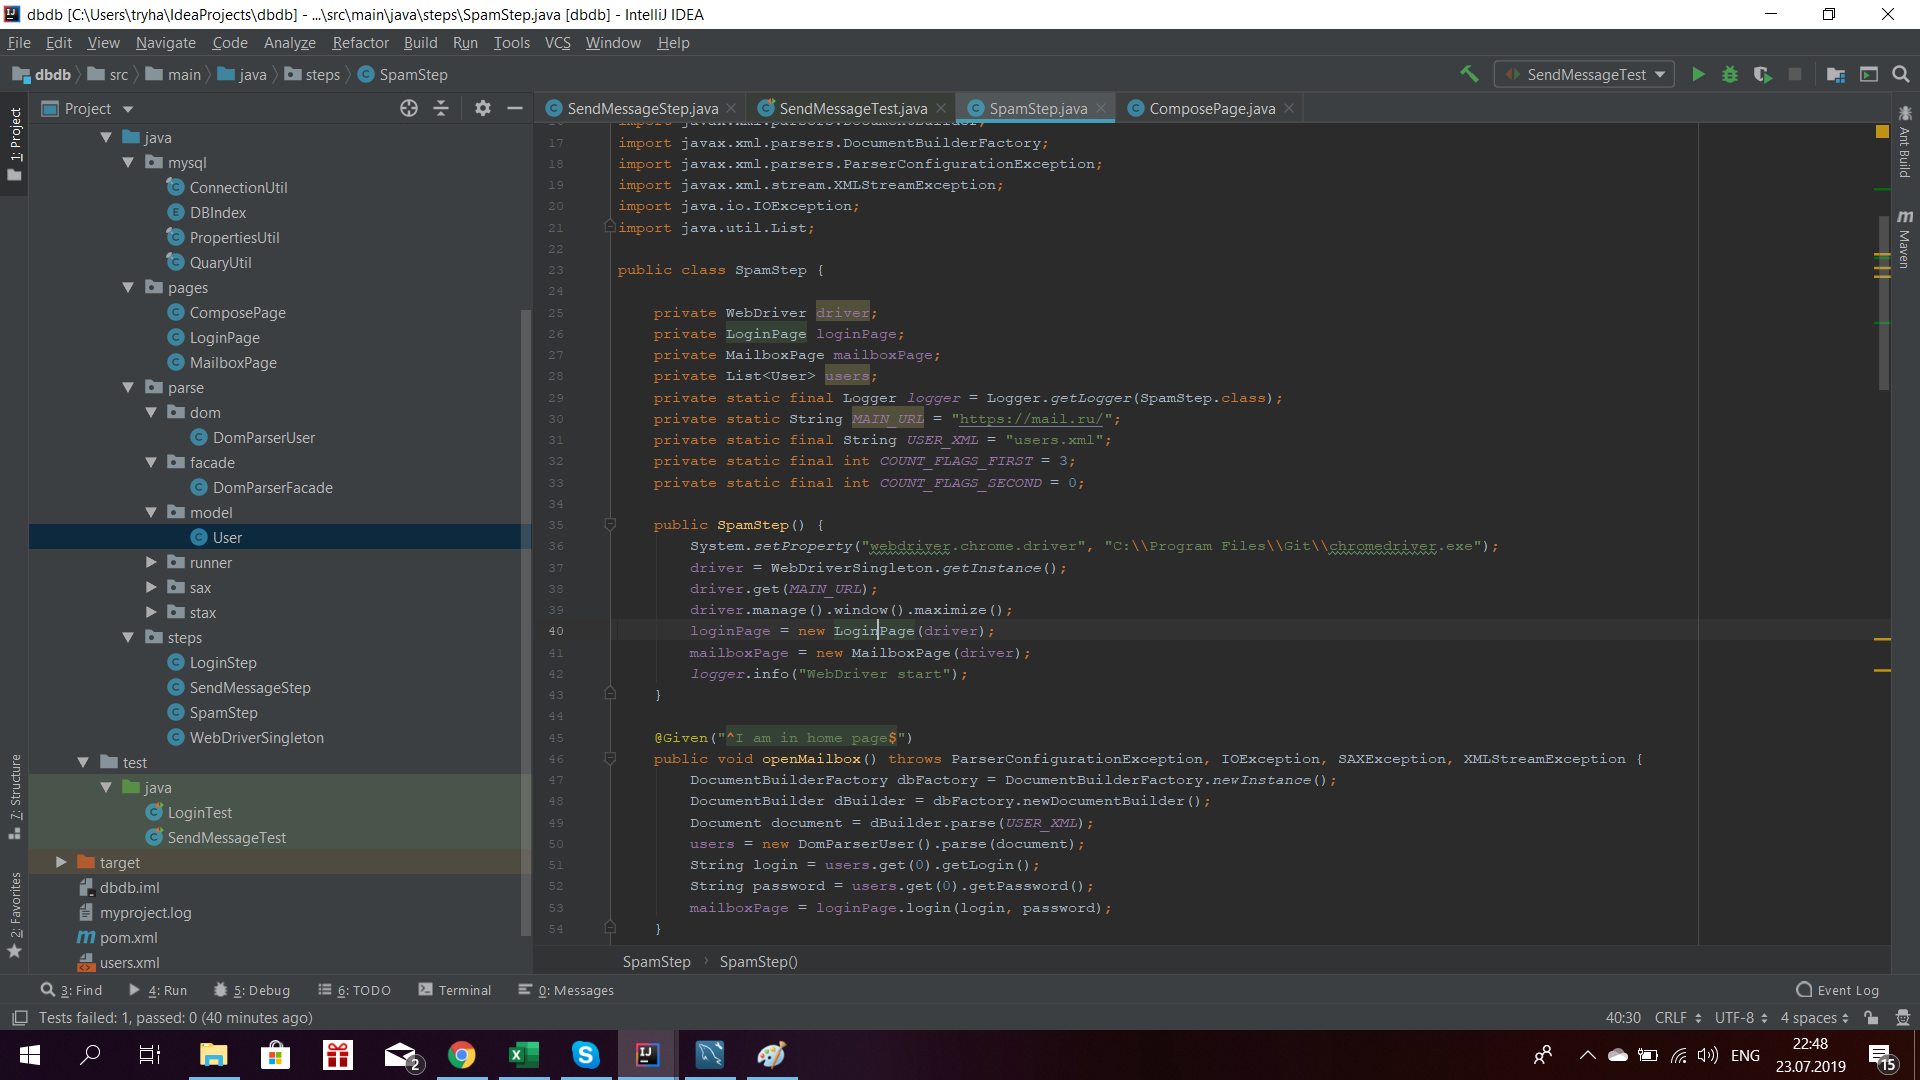 dbdb [C:\Users\tryha\IdeaProjects\dbdb] - ...\src\main\java\steps\SpamStep.java [dbdb] - IntelliJ IDEA
File Edit View Navigate Code Analyze Refactor Build Run Tools VCS Window Help
dbdb src main java steps SpamStep
SendMessageTest
Project
SendMessageStep.java SendMessageTest.java SpamStep.java ComposePage.java
1: Project
7: Structure
2: Favorites
java
mysql
ConnectionUtil
DBIndex
PropertiesUtil
QuaryUtil
pages
ComposePage
LoginPage
MailboxPage
parse
dom
DomParserUser
facade
DomParserFacade
model
User
runner
sax
stax
steps
LoginStep
SendMessageStep
SpamStep
WebDriverSingleton
test
java
LoginTest
SendMessageTest
target
dbdb.iml
myproject.log
pom.xml
users.xml
16 import javax.xml.parsers.DocumentBuilder;
17 import javax.xml.parsers.DocumentBuilderFactory;
18 import javax.xml.parsers.ParserConfigurationException;
19 import javax.xml.stream.XMLStreamException;
20 import java.io.IOException;
21 import java.util.List;
22
23 public class SpamStep {
24
25 private WebDriver driver;
26 private LoginPage loginPage;
27 private MailboxPage mailboxPage;
28 private List<User> users;
29 private static final Logger logger = Logger.getLogger(SpamStep.class);
30 private static String MAIN_URL = "https://mail.ru/";
31 private static final String USER_XML = "users.xml";
32 private static final int COUNT_FLAGS_FIRST = 3;
33 private static final int COUNT_FLAGS_SECOND = 0;
34
35 public SpamStep() {
36 System.setProperty("webdriver.chrome.driver", "C:\\Program Files\\Git\\chromedriver.exe");
37 driver = WebDriverSingleton.getInstance();
38 driver.get(MAIN_URL);
39 driver.manage().window().maximize();
40 loginPage = new LoginPage(driver);
41 mailboxPage = new MailboxPage(driver);
42 logger.info("WebDriver start");
43 }
44
45 @Given("^I am in home page$")
46 public void openMailbox() throws ParserConfigurationException, IOException, SAXException, XMLStreamException {
47 DocumentBuilderFactory dbFactory = DocumentBuilderFactory.newInstance();
48 DocumentBuilder dBuilder = dbFactory.newDocumentBuilder();
49 Document document = dBuilder.parse(USER_XML);
50 users = new DomParserUser().parse(document);
51 String login = users.get(0).getLogin();
52 String password = users.get(0).getPassword();
53 mailboxPage = loginPage.login(login, password);
54 }
SpamStep SpamStep()
Ant Build
m Maven
3: Find 4: Run 5: Debug 6: TODO Terminal 0: Messages Event Log
Tests failed: 1, passed: 0 (40 minutes ago) 40:30 CRLF UTF-8 4 spaces
2
ENG
22:48
23.07.2019
15